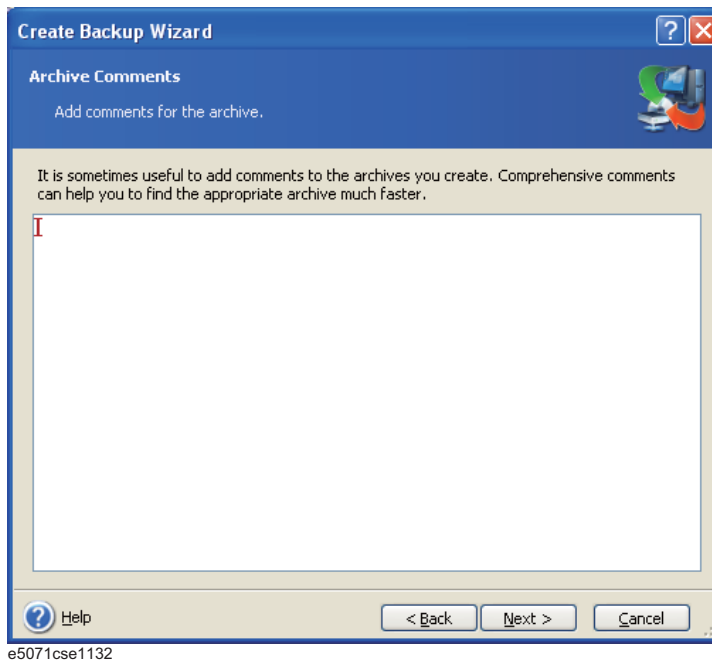 Create Backup Wizard
?
Archive Comments
Add comments for the archive.
It is sometimes useful to add comments to the archives you create. Comprehensive comments
can help you to find the appropriate archive much faster.
? Help
< Back
Next >
Cancel
e5071cse1132